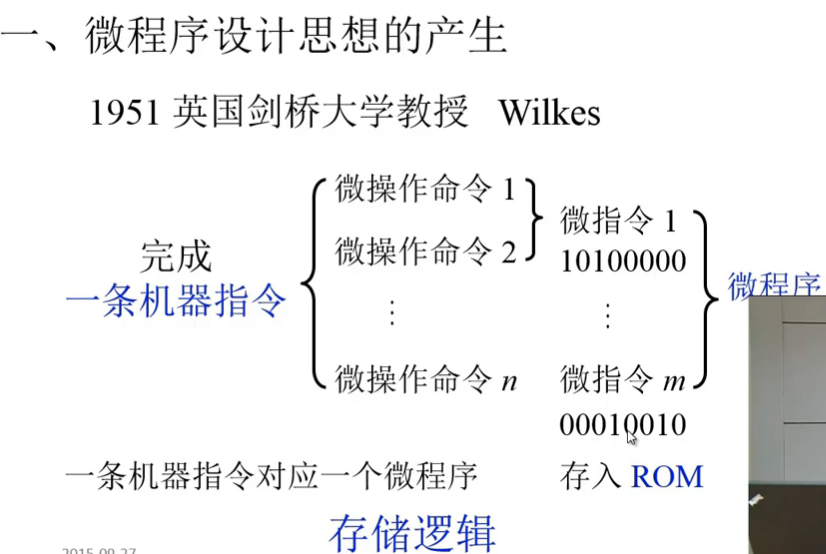 一、微程序设计思想的产生
1951 英国剑桥大学教授 Wilkes
完成
一条机器指令
微操作命令 1
微操作命令 2
⋮
微操作命令 n
微指令 1
10100000
⋮
微指令 m
00010010
微程序
一条机器指令对应一个微程序
存入 ROM
存储逻辑
2015-09-27